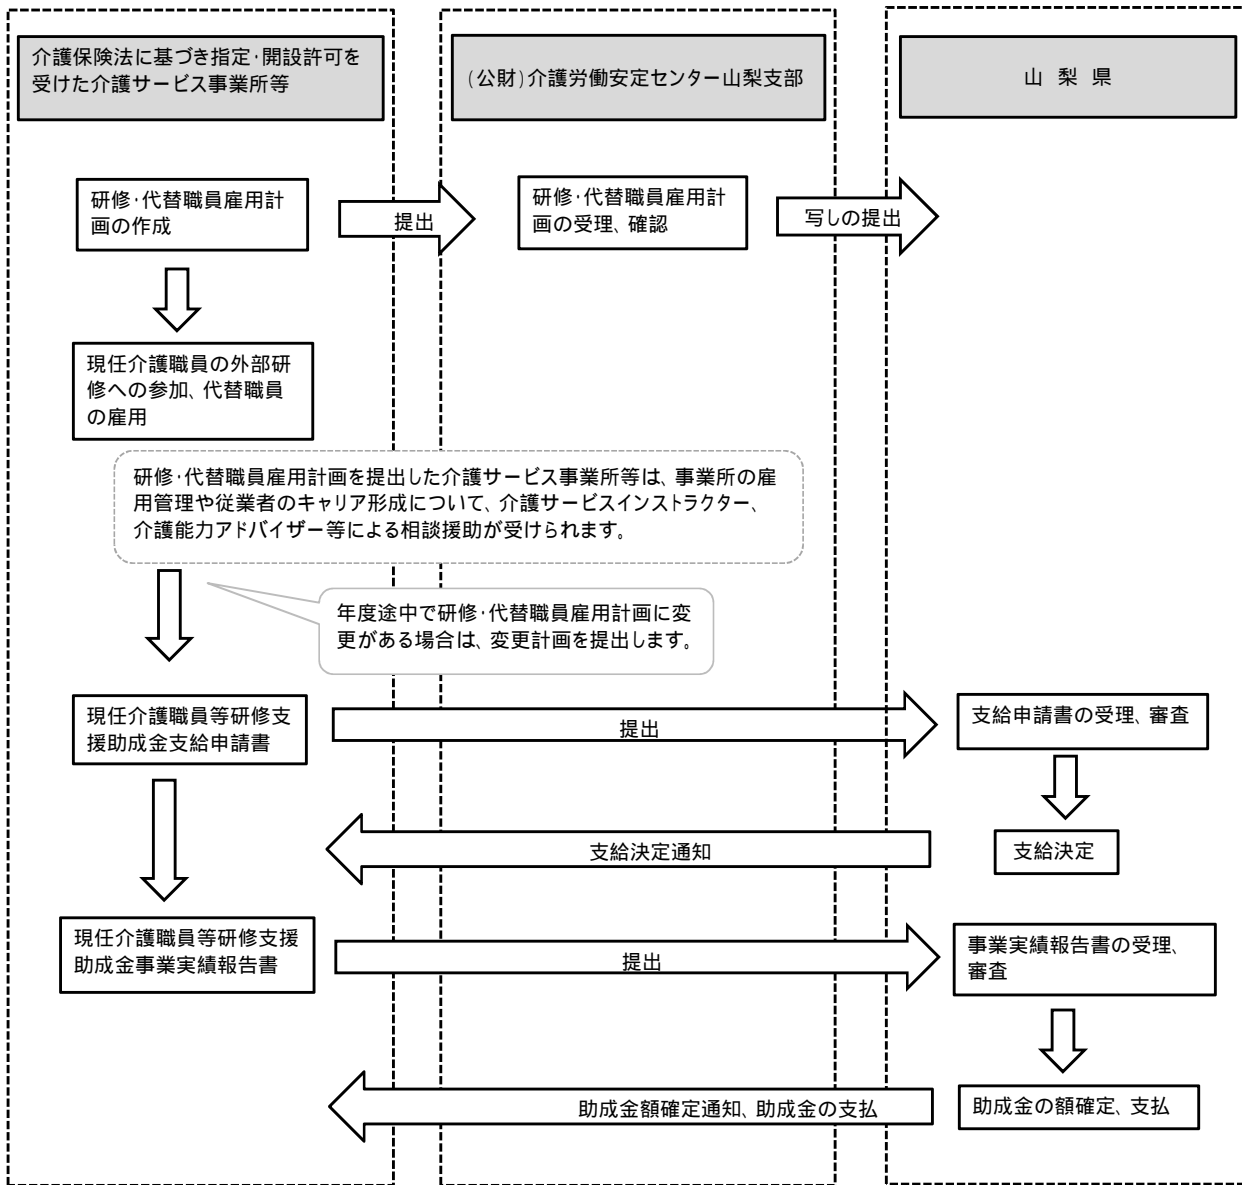 介護保険法に基づき指定・開設許可を
受けた介護サービス事業所等
(公財)介護労働安定センター山梨支部
山 梨 県
研修・代替職員雇用計
画の作成
提出
研修・代替職員雇用計
画の受理、確認
写しの提出
現任介護職員の外部研
修への参加、代替職員
の雇用
研修・代替職員雇用計画を提出した介護サービス事業所等は、事業所の雇
用管理や従業者のキャリア形成について、介護サービスインストラクター、
介護能力アドバイザー等による相談援助が受けられます。
年度途中で研修・代替職員雇用計画に変
更がある場合は、変更計画を提出します。
現任介護職員等研修支
援助成金支給申請書
提出
支給申請書の受理、審査
支給決定通知
支給決定
現任介護職員等研修支援
助成金事業実績報告書
提出
事業実績報告書の受理、
審査
助成金額確定通知、助成金の支払
助成金の額確定、支払